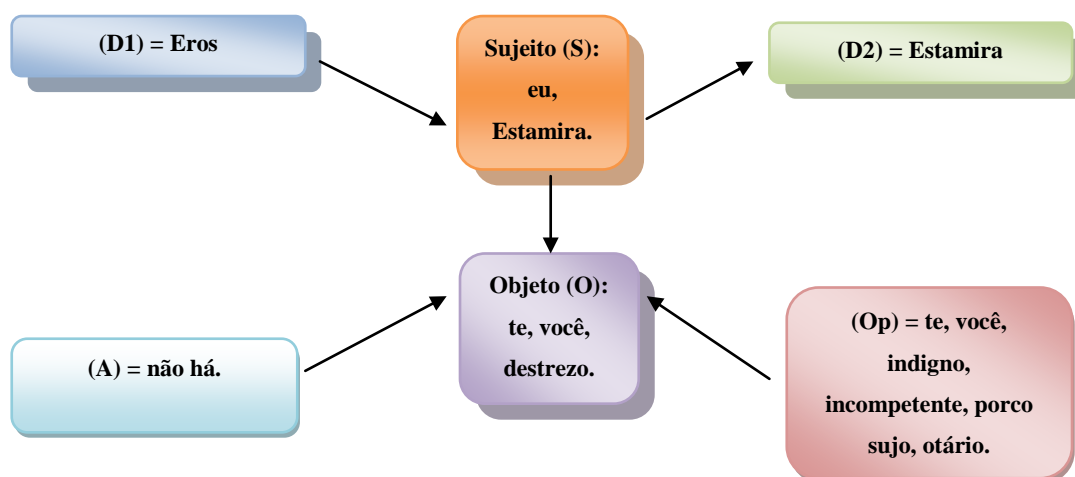 (D1) = Eros
Sujeito (S):
eu,
Estamira.
(D2) = Estamira
Objeto (O):
te, você,
destrezo.
(A) = não há.
(Op) = te, você,
indigno,
incompetente, porco
sujo, otário.